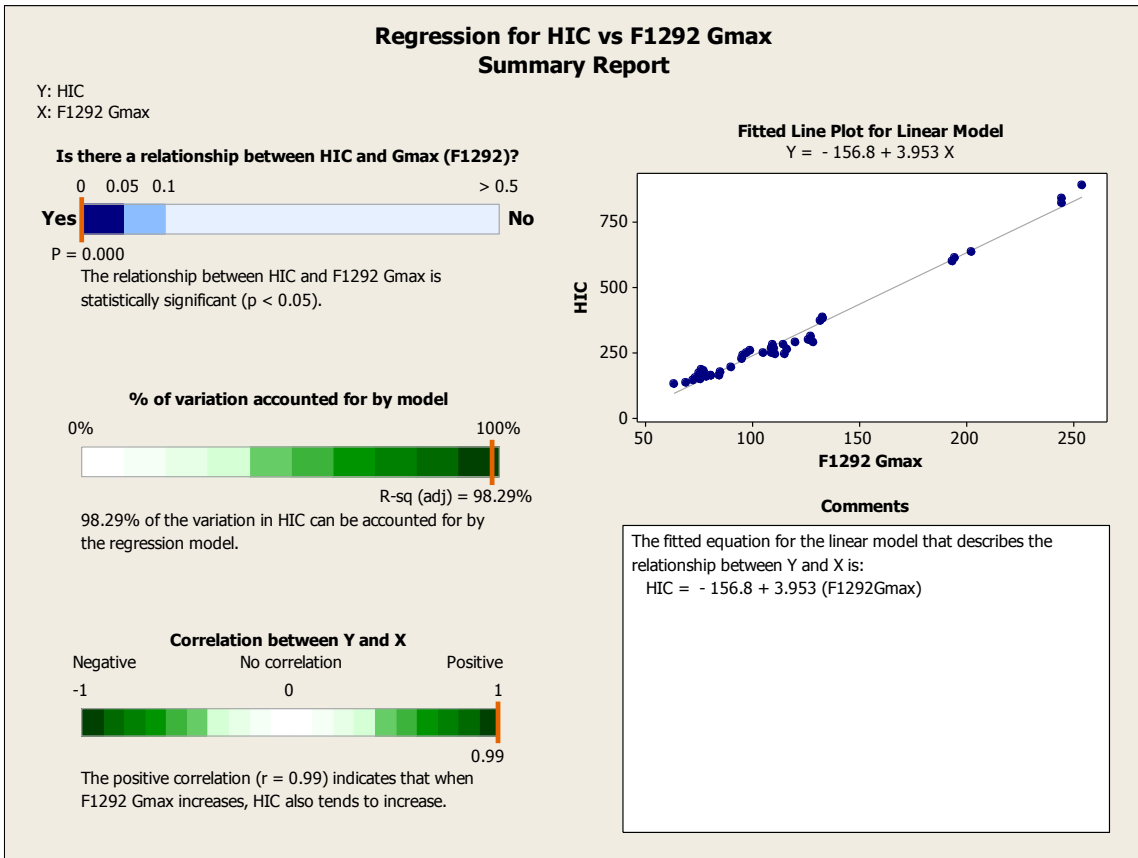 Regression for HIC vs F1292 Gmax
Summary Report
Y: HIC
X: F1292 Gmax
Is there a relationship between HIC and Gmax (F1292)?
0 0.05 0.1 > 0.5
Yes No
P = 0.000
The relationship between HIC and F1292 Gmax is
statistically significant (p < 0.05).
% of variation accounted for by model
0% 100%
R-sq (adj) = 98.29%
98.29% of the variation in HIC can be accounted for by
the regression model.
Correlation between Y and X
Negative No correlation Positive
-1 0 1
0.99
The positive correlation (r = 0.99) indicates that when
F1292 Gmax increases, HIC also tends to increase.
Fitted Line Plot for Linear Model
Y = - 156.8 + 3.953 X
750
500
250
0
HIC
50 100 150 200 250
F1292 Gmax
Comments
The fitted equation for the linear model that describes the
relationship between Y and X is:
HIC = - 156.8 + 3.953 (F1292Gmax)